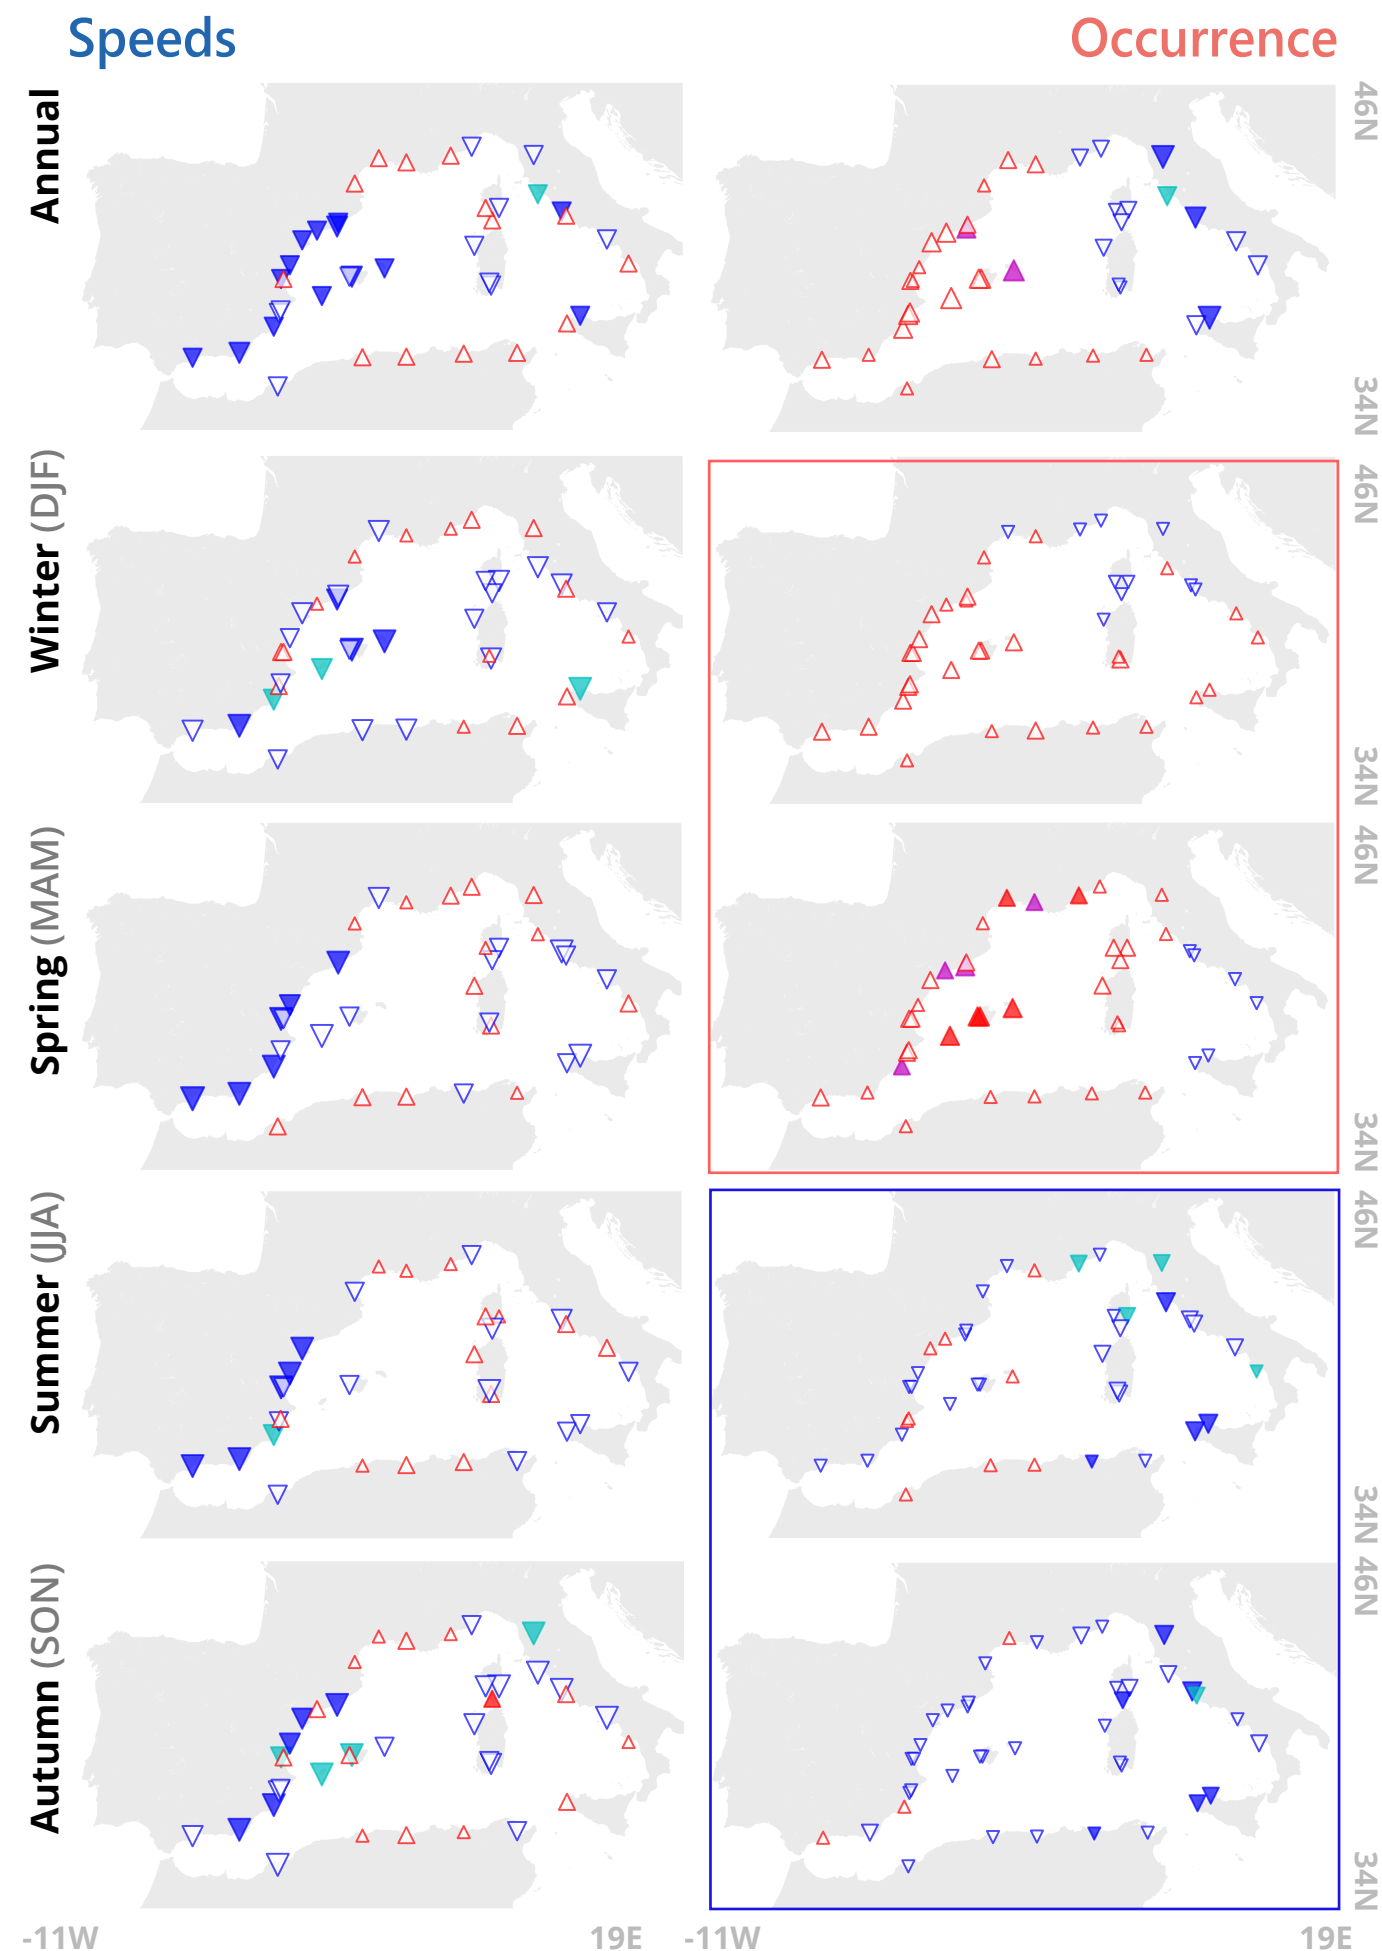 Speeds
Occurrence
Annual
46N
34N
Winter (DJF)
46N
34N
Spring (MAM)
46N
34N
Summer (JJA)
46N
34N
Autumn (SON)
46N
34N
-11W
19E
-11W
19E